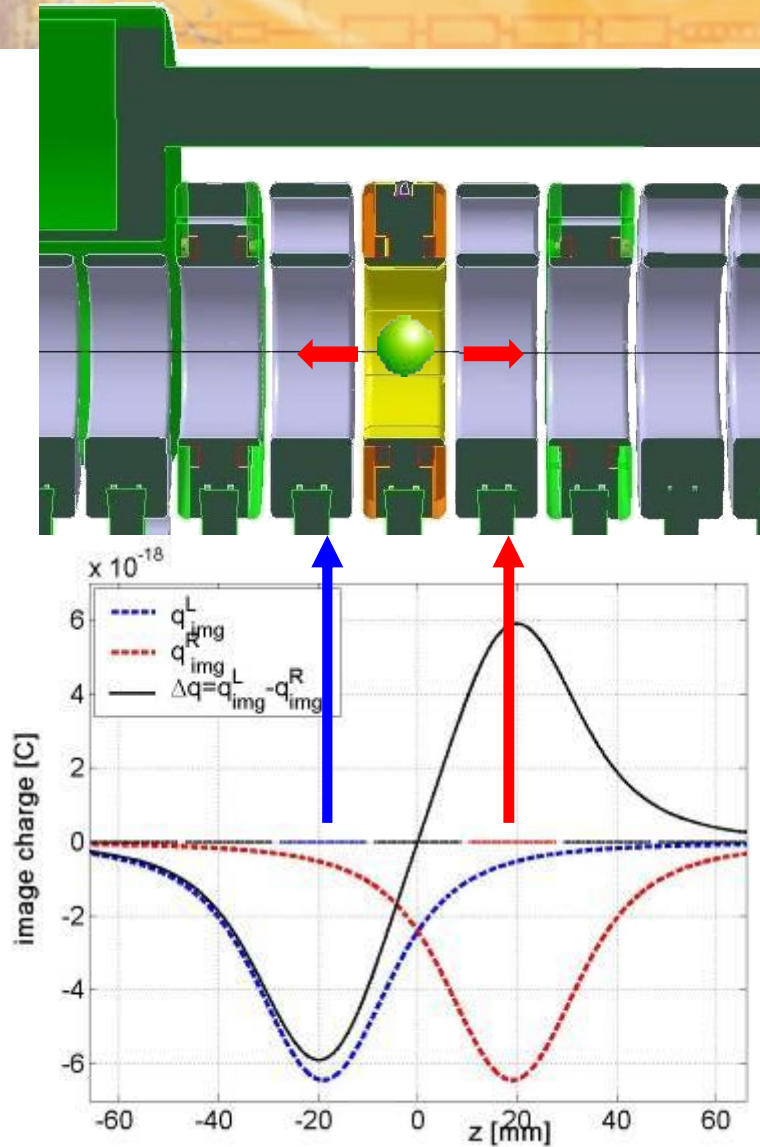 x 10^-18
q^L_img
q^R_img
Δq=q^L_img-q^R_img
6
4
2
0
-2
-4
-6
image charge [C]
-60 -40 -20 0 20 40 60
z [mm]